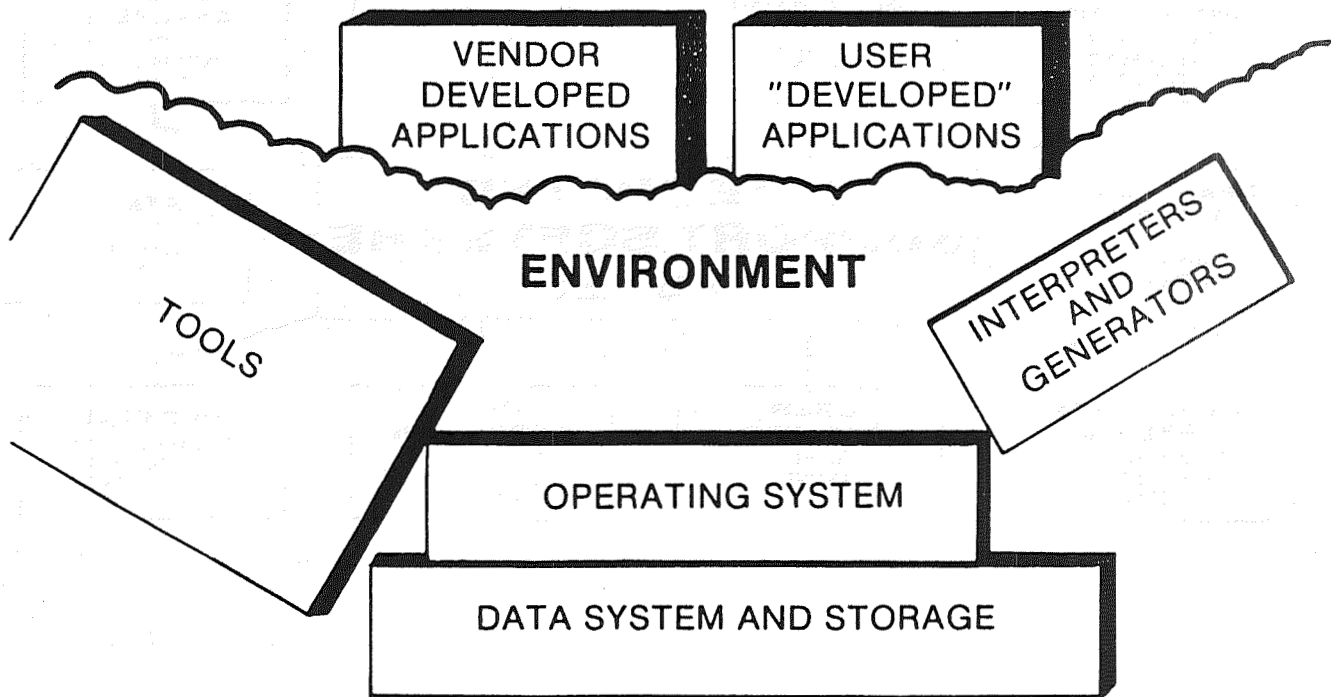 VENDOR
DEVELOPED
APPLICATIONS
USER
"DEVELOPED"
APPLICATIONS
ENVIRONMENT
TOOLS
INTERPRETERS
AND
GENERATORS
OPERATING SYSTEM
DATA SYSTEM AND STORAGE